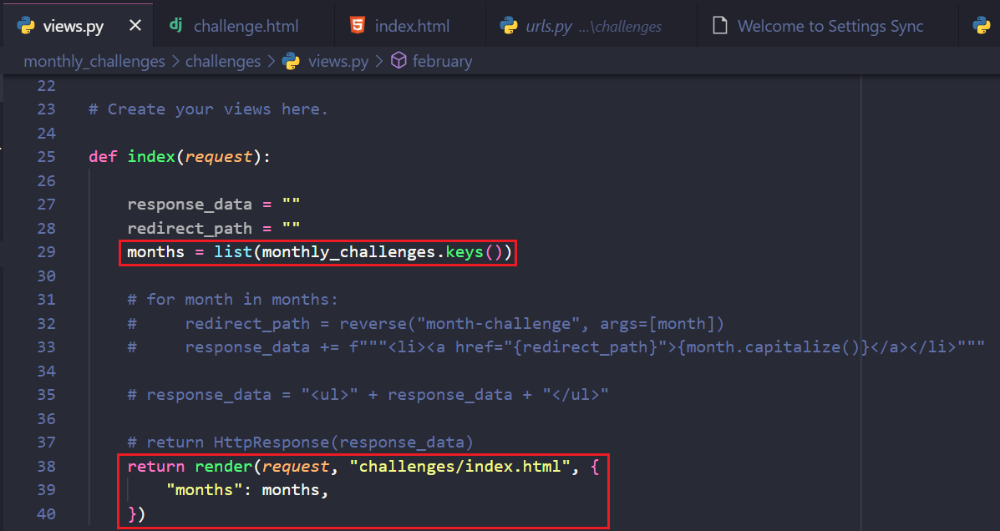 views.py × dj challenge.html 5 index.html urls.py ...\challenges Welcome to Settings Sync
monthly_challenges > challenges > views.py > february
22
23 # Create your views here.
24
25 def index(request):
26
27     response_data = ""
28     redirect_path = ""
29     months = list(monthly_challenges.keys())
30
31     # for month in months:
32     #     redirect_path = reverse("month-challenge", args=[month])
33     #     response_data += f"""<li><a href="{redirect_path}">{month.capitalize()}</a></li>"""
34
35     # response_data = "<ul>" + response_data + "</ul>"
36
37     # return HttpResponse(response_data)
38     return render(request, "challenges/index.html", {
39         "months": months,
40     })